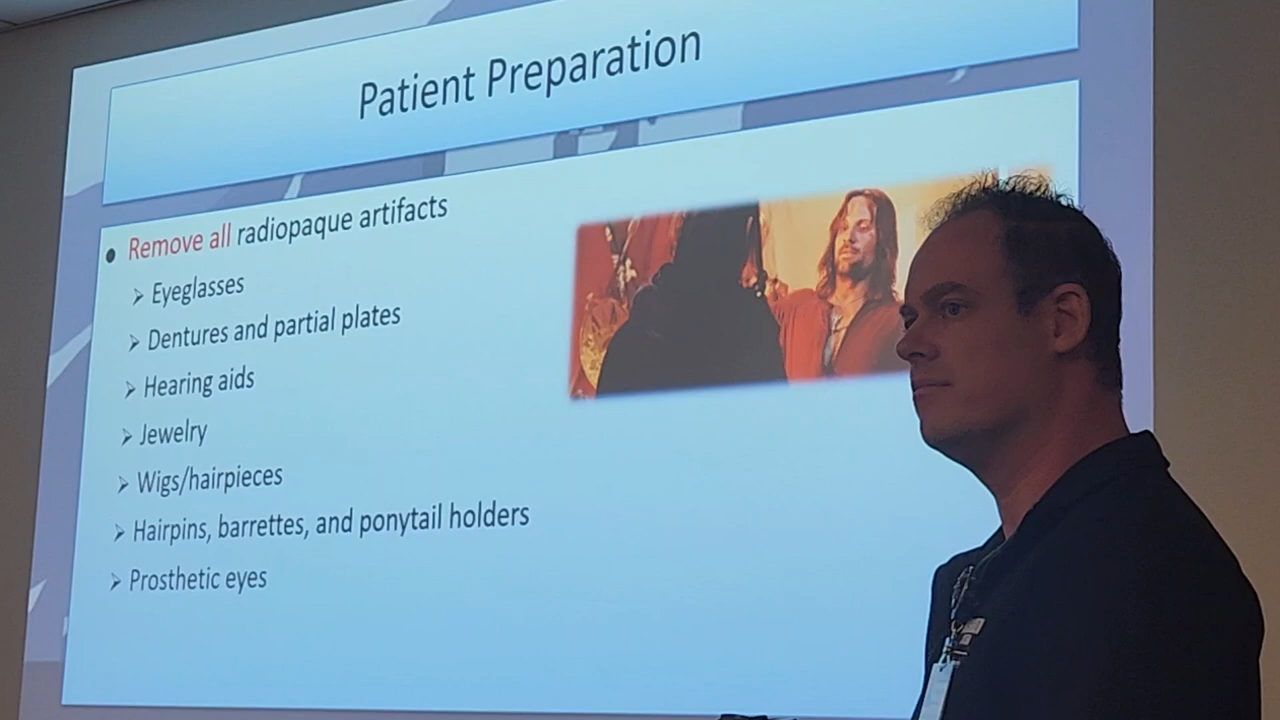 Patient Preparation
Remove all radiopaque artifacts
Eyeglasses
Dentures and partial plates
Hearing aids
Jewelry
Wigs/hairpieces
Hairpins, barrettes, and ponytail holders
Prosthetic eyes